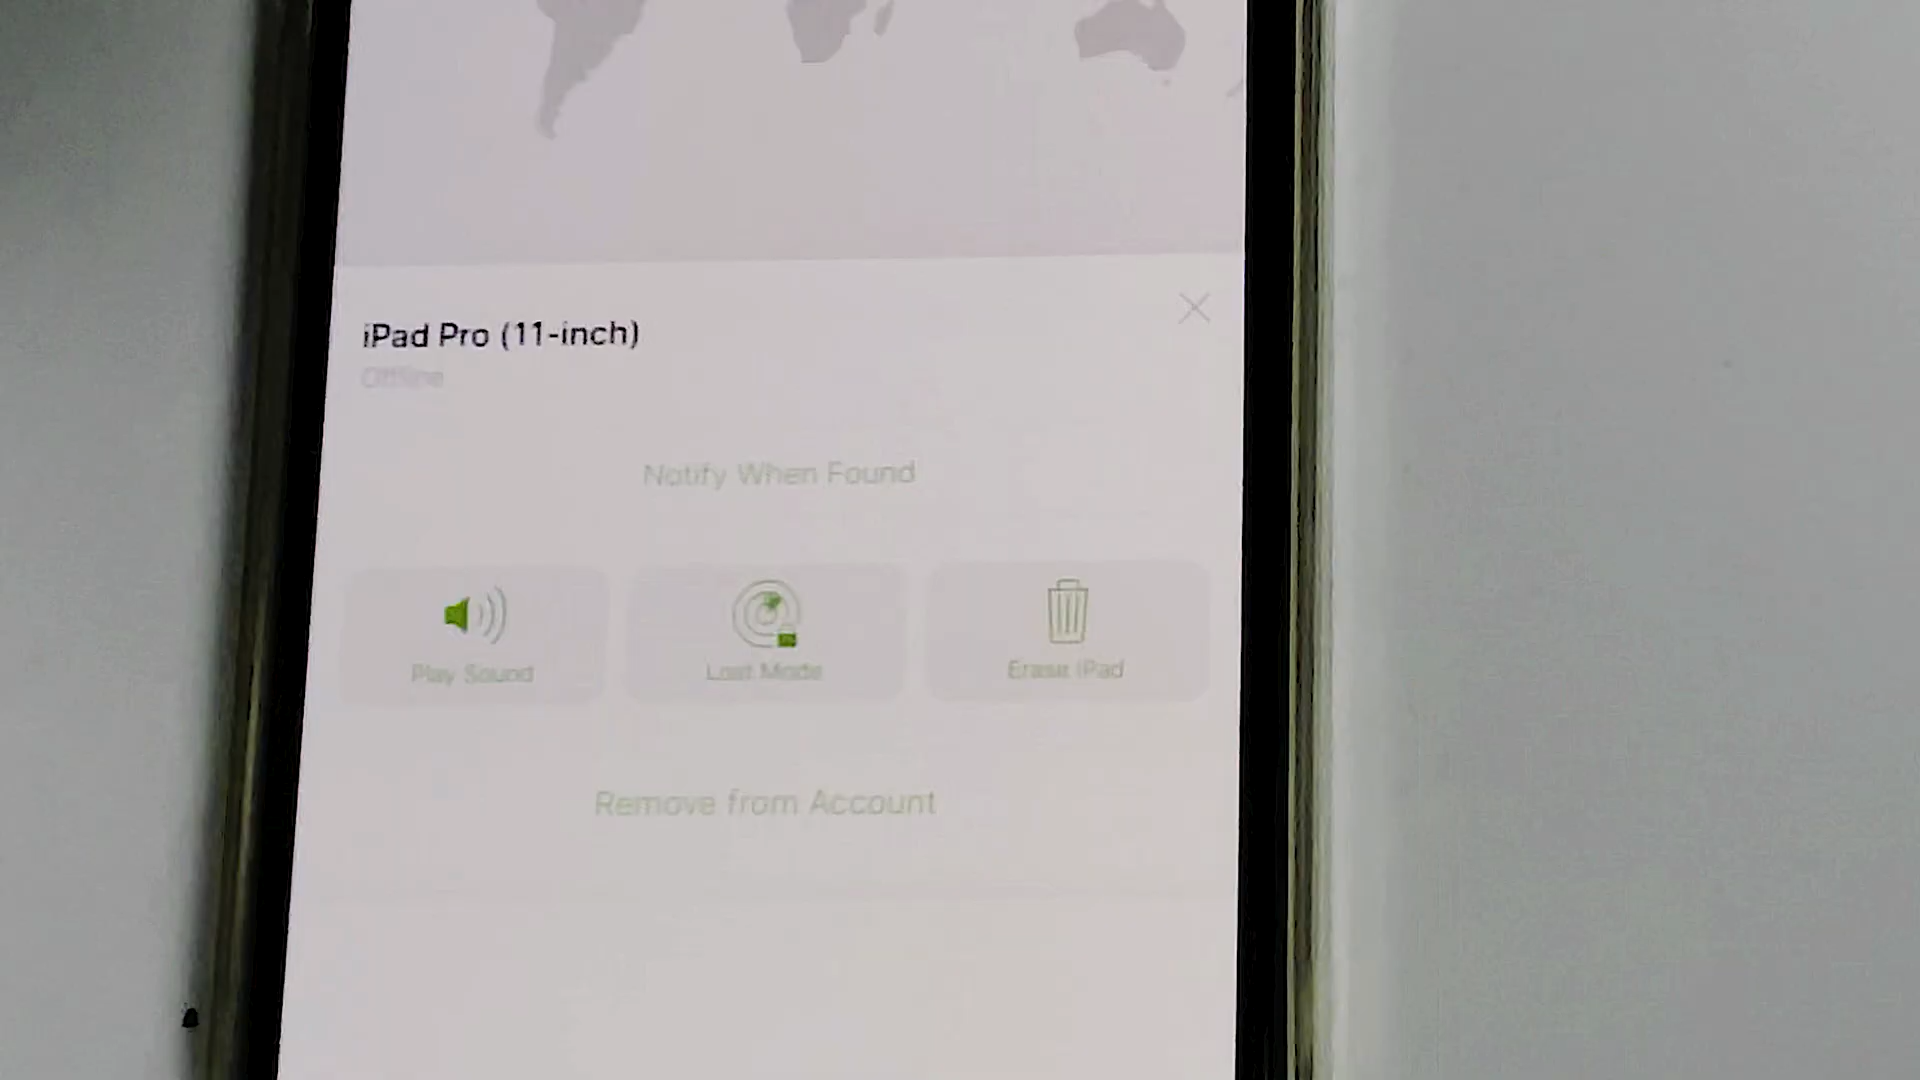 iPad Pro (11-inch)
Offline
Notify When Found
Play Sound
Lost Mode
Erase iPad
Remove from Account